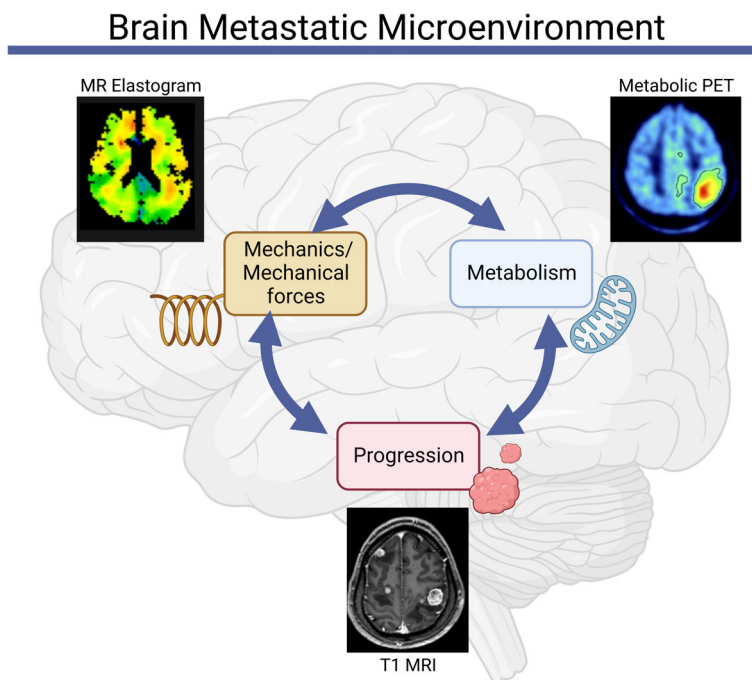 Brain Metastatic Microenvironment
MR Elastogram
Metabolic PET
Mechanics/
Mechanical
forces
Metabolism
Progression
T1 MRI